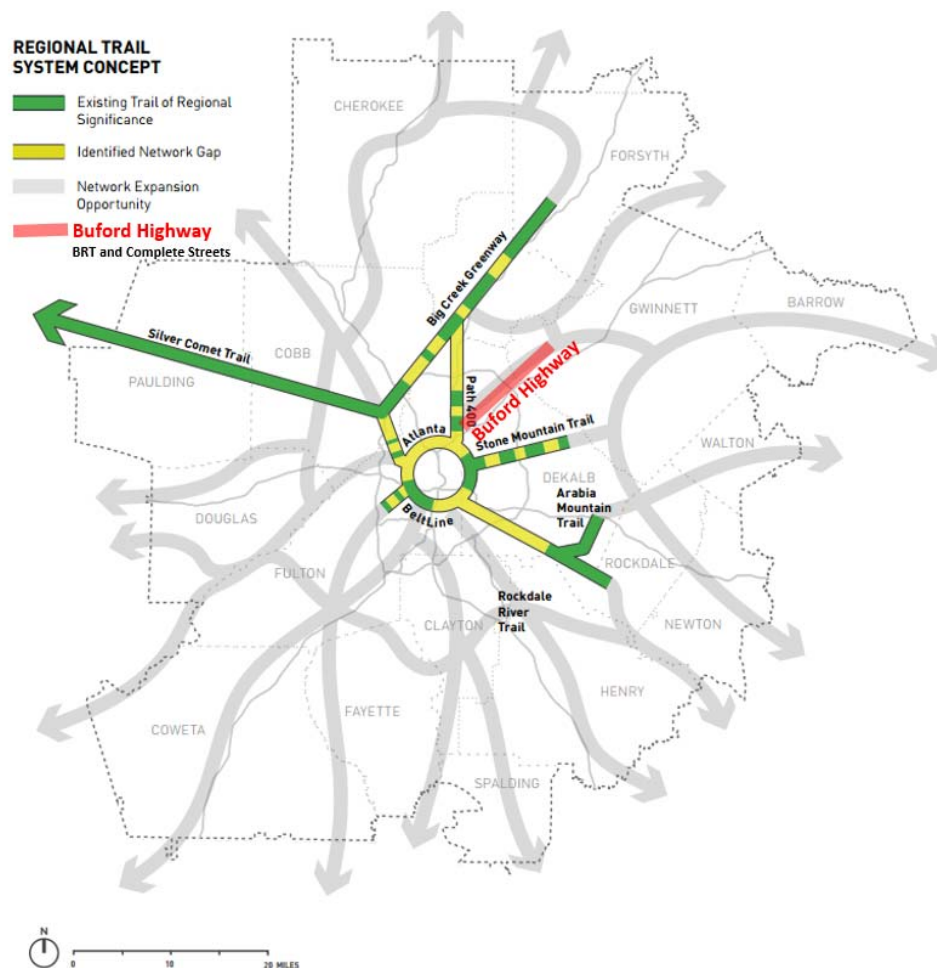 REGIONAL TRAIL
SYSTEM CONCEPT
Existing Trail of Regional
Significance
Identified Network Gap
Network Expansion
Opportunity
Buford Highway
BRT and Complete Streets
CHEROKEE
FORSYTH
Big Creek Greenway
GWINNETT
BARROW
Silver Comet Trail
COBB
PAULDING
Path 400
Buford Highway
Atlanta
Stone Mountain Trail
WALTON
DEKALB
Arabia
Mountain
Trail
DOUGLAS
BeltLine
FULTON
ROCKDALE
Rockdale
River
Trail
CLAYTON
NEWTON
HENRY
FAYETTE
COWETA
SPALDING
N
0 10 20 MILES